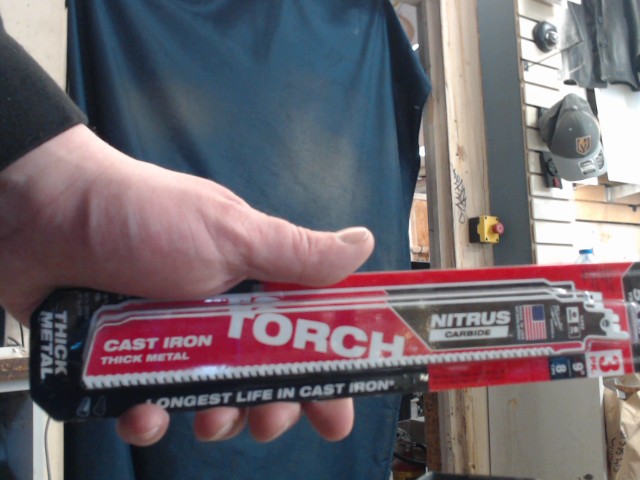 THICK
METAL
CAST IRON
THICK METAL
TORCH
NITRUS
CARBIDE
LONGEST LIFE IN CAST IRON*
9"
8
3